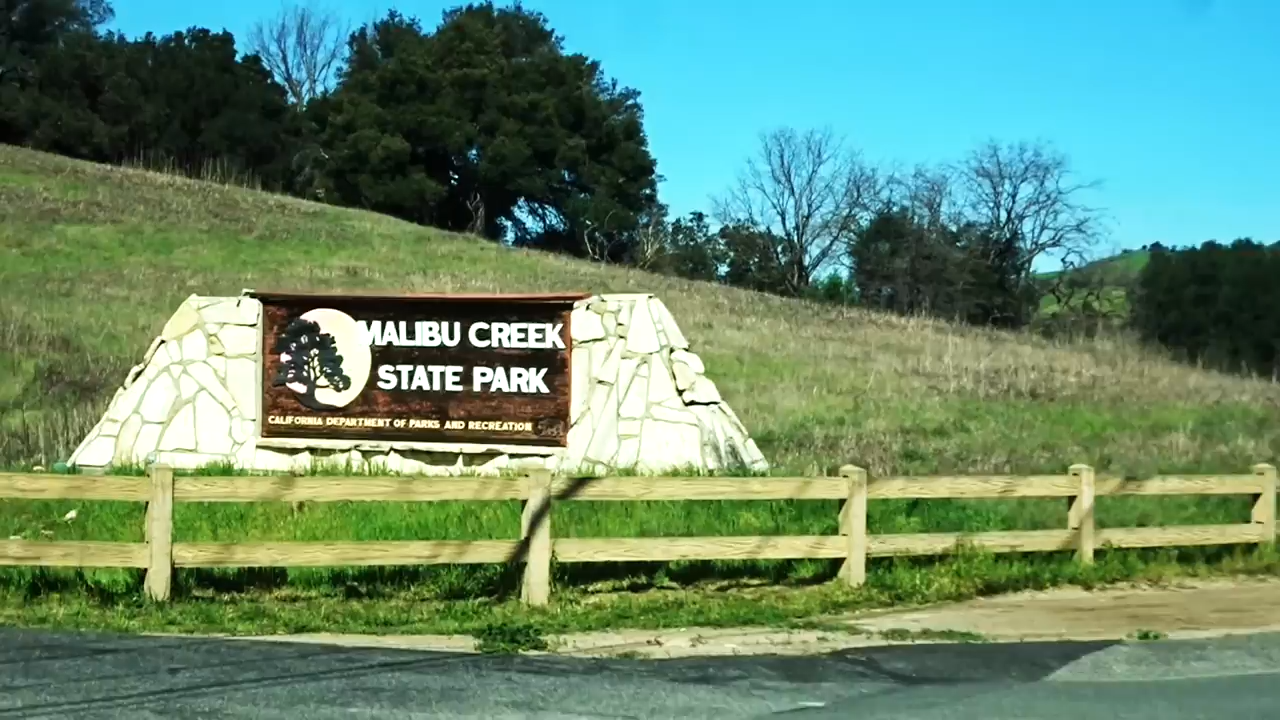 MALIBU CREEK
STATE PARK
CALIFORNIA DEPARTMENT OF PARKS AND RECREATION